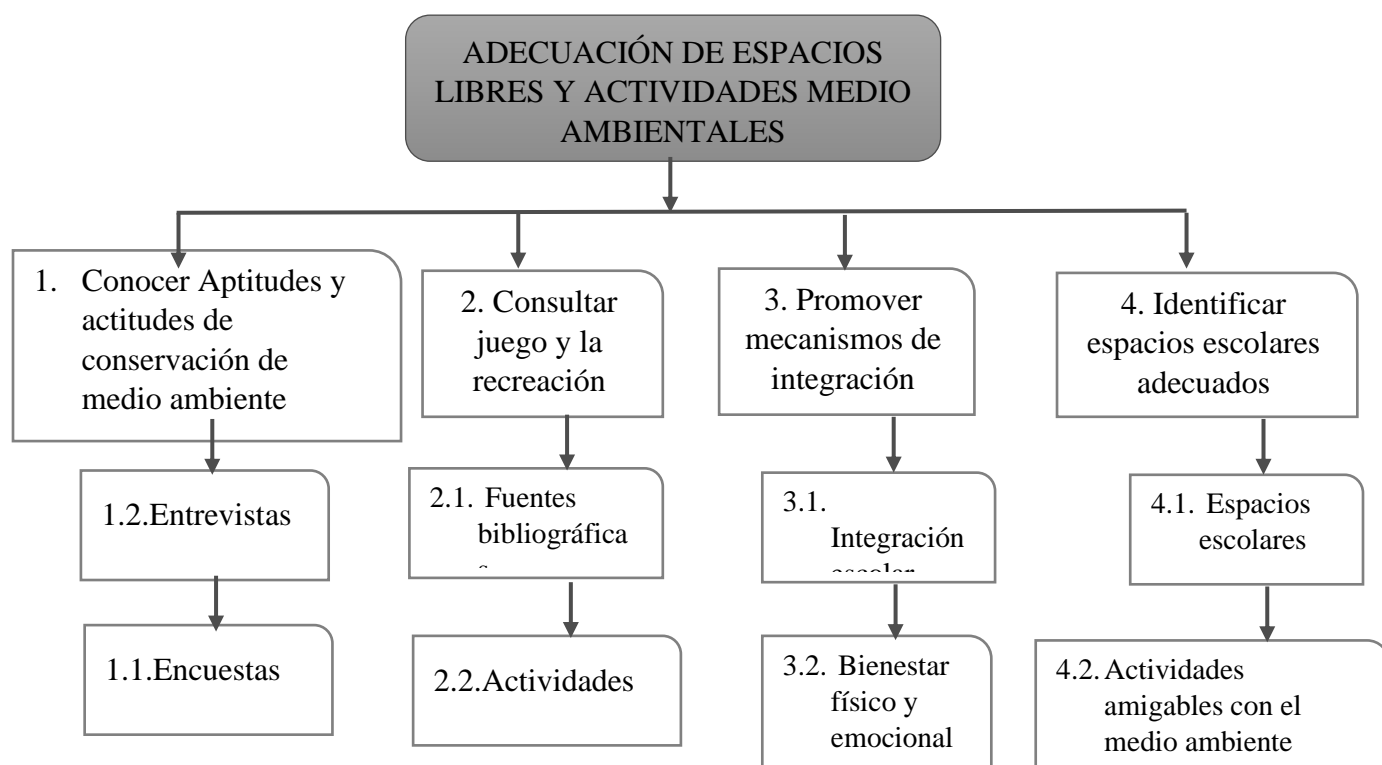 ADECUACIÓN DE ESPACIOS
LIBRES Y ACTIVIDADES MEDIO
AMBIENTALES
1. Conocer Aptitudes y
actitudes de
conservación de
medio ambiente
2. Consultar
juego y la
recreación
3. Promover
mecanismos de
integración
4. Identificar
espacios escolares
adecuados
1.2.Entrevistas
2.1. Fuentes
bibliográfica
s
3.1.
Integración
escolar
4.1. Espacios
escolares
1.1.Encuestas
2.2.Actividades
3.2. Bienestar
físico y
emocional
4.2. Actividades
amigables con el
medio ambiente